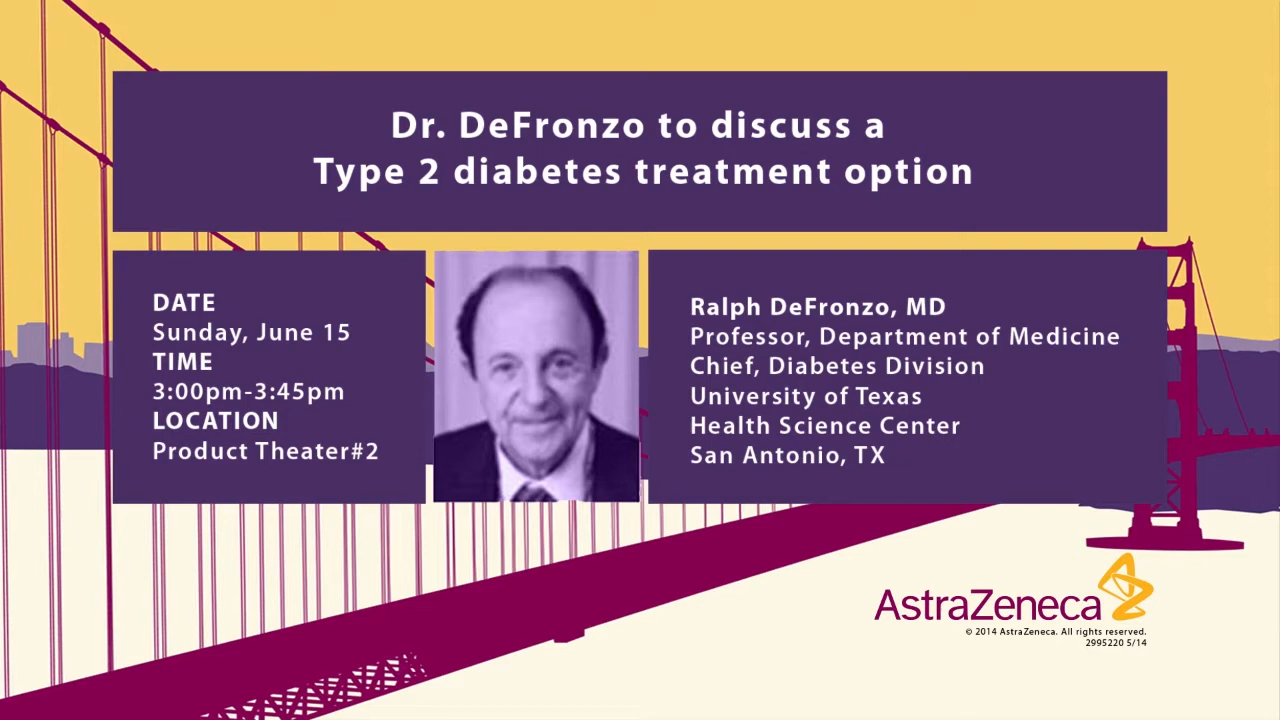 Dr. DeFronzo to discuss a
Type 2 diabetes treatment option
DATE
Sunday, June 15
TIME
3:00pm-3:45pm
LOCATION
Product Theater#2
Ralph DeFronzo, MD
Professor, Department of Medicine
Chief, Diabetes Division
University of Texas
Health Science Center
San Antonio, TX
AstraZeneca
© 2014 AstraZeneca. All rights reserved.
2995220 5/14